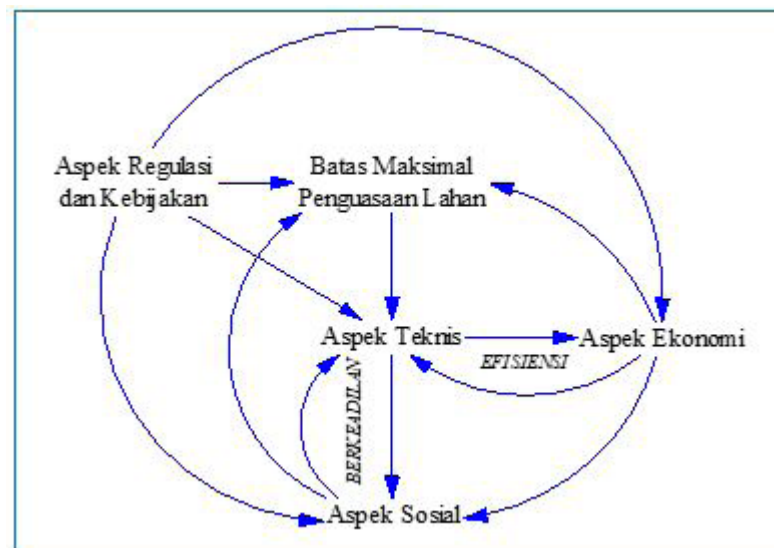 Aspek Regulasi
dan Kebijakan
Batas Maksimal
Penguasaan Lahan
Aspek Teknis
Aspek Ekonomi
EFISIENSI
BERKEADILAN
Aspek Sosial